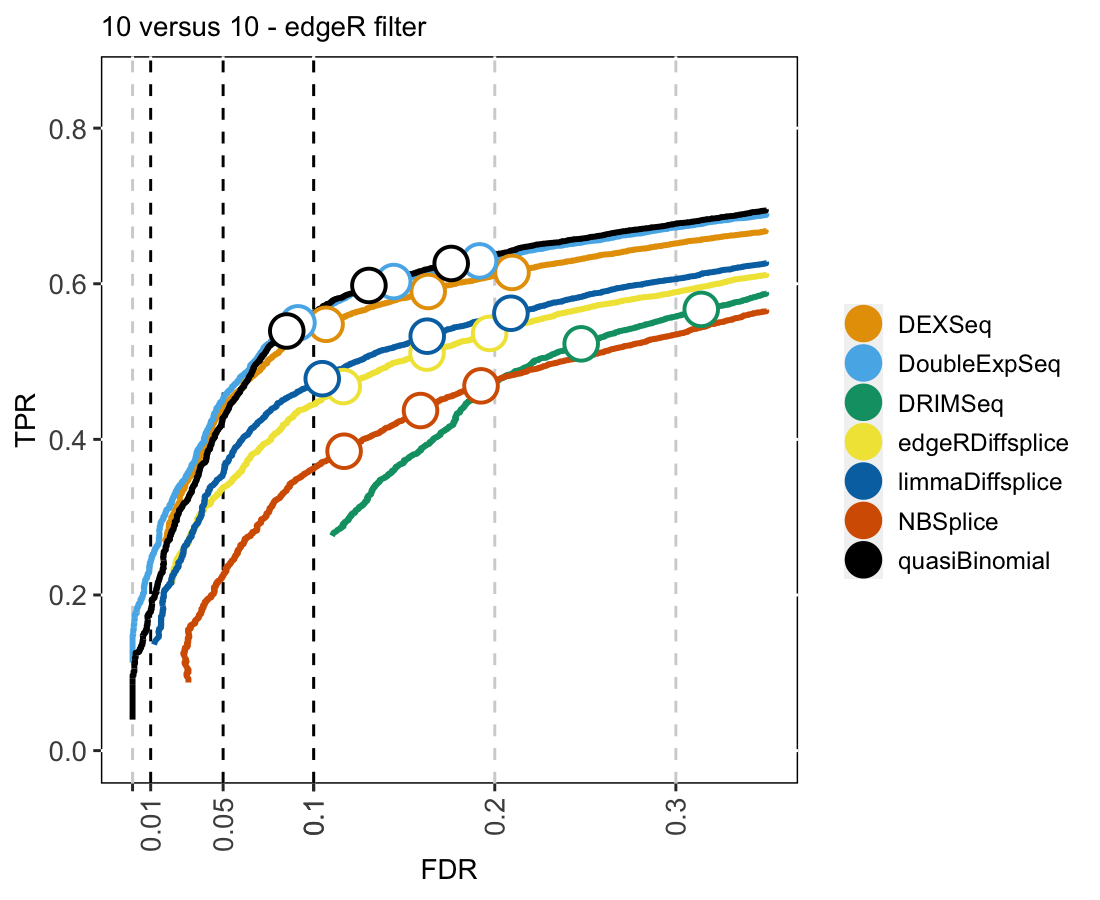 10 versus 10 - edgeR filter
TPR
0.8
0.6
0.4
0.2
0.0
0.01
0.05
0.1
0.2
0.3
FDR
DEXSeq
DoubleExpSeq
DRIMSeq
edgeRDiffsplice
limmaDiffsplice
NBSplice
quasiBinomial